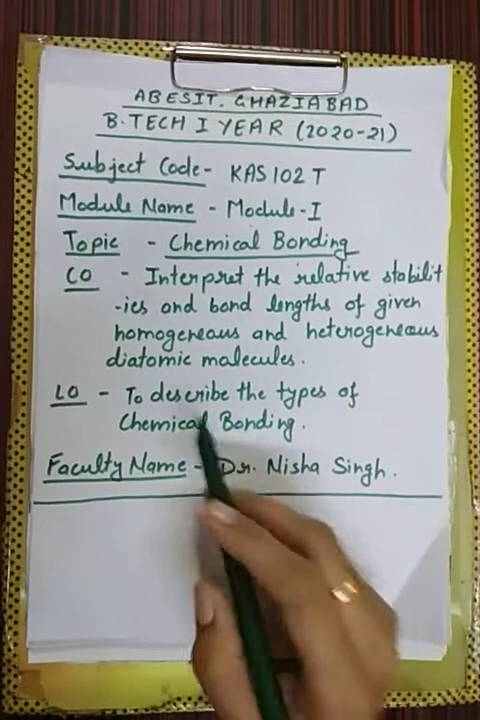 ABESIT. GHAZIABAD
B.TECH I YEAR (2020-21)
Subject Code- KAS102T
Module Name - Module-I
Topic - Chemical Bonding
CO - Interpret the relative stabilit
-ies and bond lengths of given
homogeneous and heterogeneous
diatomic molecules.
LO - To describe the types of
Chemical Bonding.
Faculty Name - Dr. Nisha Singh.